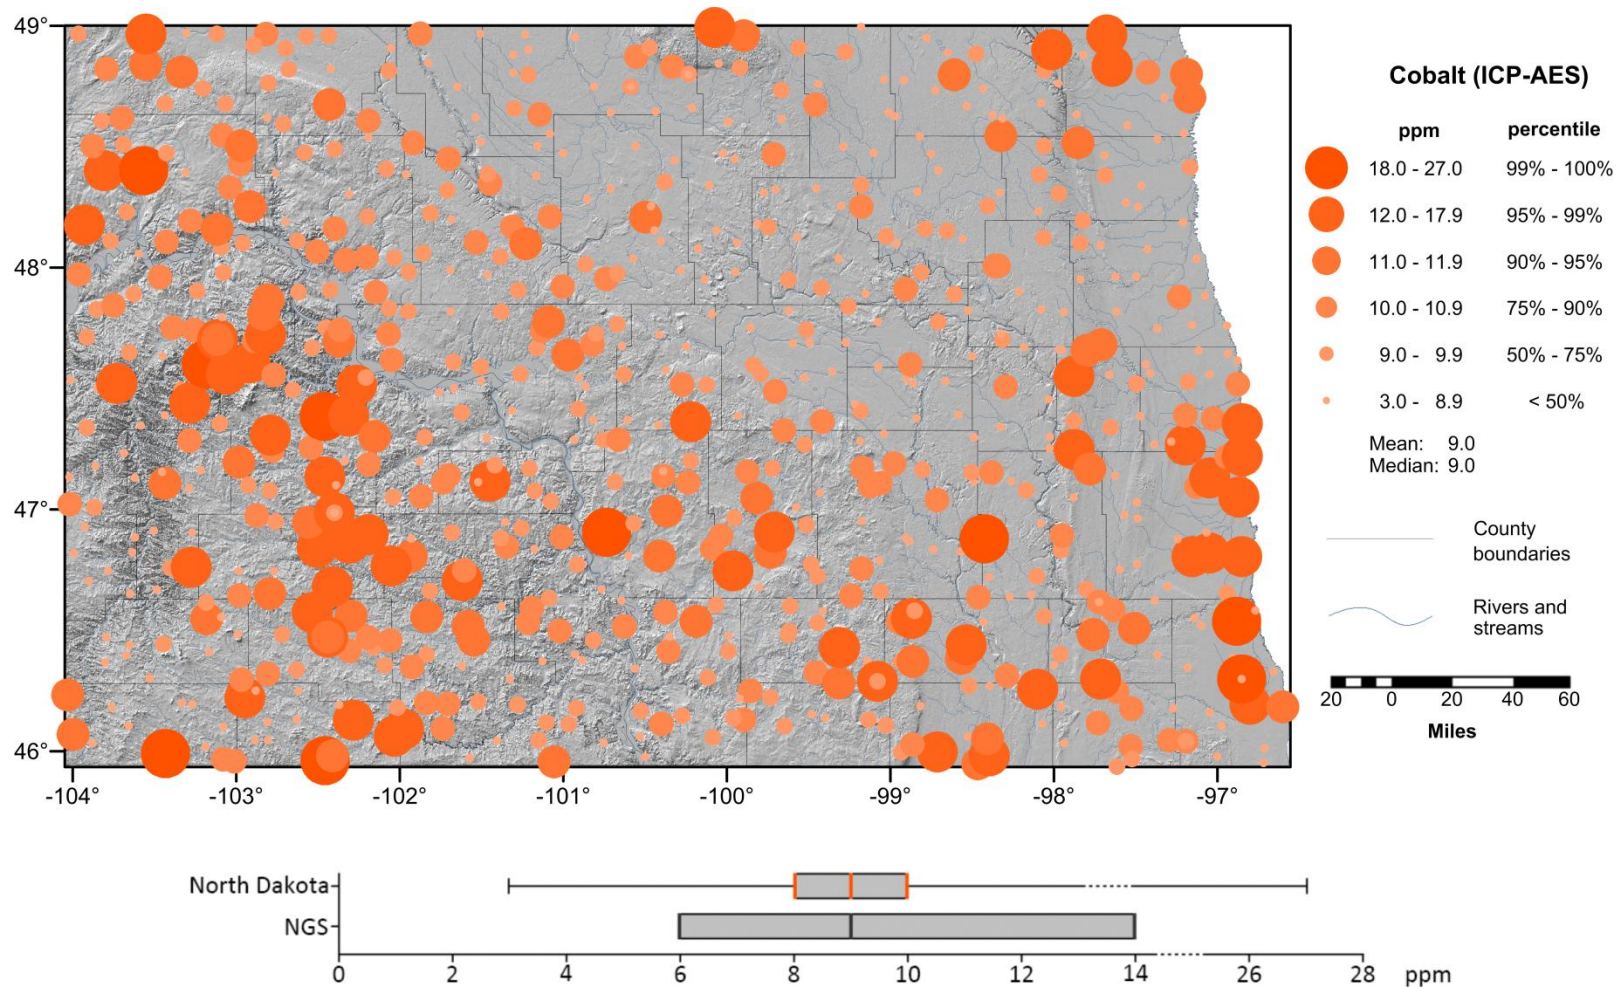 49°
48°
47°
46°
-104°
-103°
-102°
-101°
-100°
-99°
-98°
-97°
Cobalt (ICP-AES)
ppm percentile
18.0 - 27.0 99% - 100%
12.0 - 17.9 95% - 99%
11.0 - 11.9 90% - 95%
10.0 - 10.9 75% - 90%
9.0 - 9.9 50% - 75%
3.0 - 8.9 < 50%
Mean: 9.0
Median: 9.0
County
boundaries
Rivers and
streams
20 0 20 40 60
Miles
North Dakota
NGS
0 2 4 6 8 10 12 14 26 28 ppm